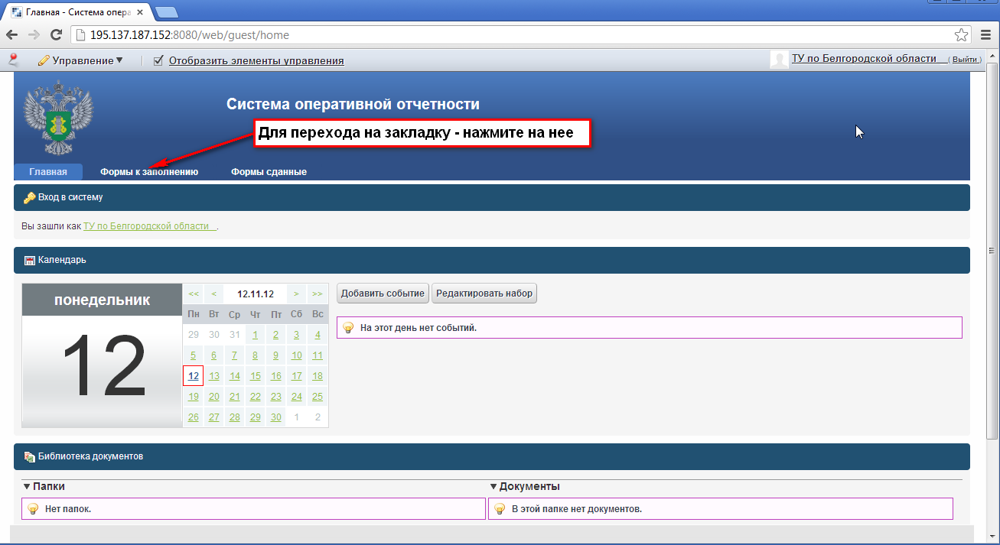 Главная - Система опера
195.137.187.152:8080/web/guest/home
Управление
Отобразить элементы управления
ТУ по Белгородской области
( Выйти )
Система оперативной отчетности
Для перехода на закладку - нажмите на нее
Главная
Формы к заполнению
Формы сданные
Вход в систему
Вы зашли как ТУ по Белгородской области .
Календарь
понедельник
12
<< < 12.11.12 > >>
Пн Вт Ср Чт Пт Сб Вс
29 30 31 1 2 3 4
5 6 7 8 9 10 11
12 13 14 15 16 17 18
19 20 21 22 23 24 25
26 27 28 29 30 1 2
Добавить событие
Редактировать набор
На этот день нет событий.
Библиотека документов
Папки
Нет папок.
Документы
В этой папке нет документов.